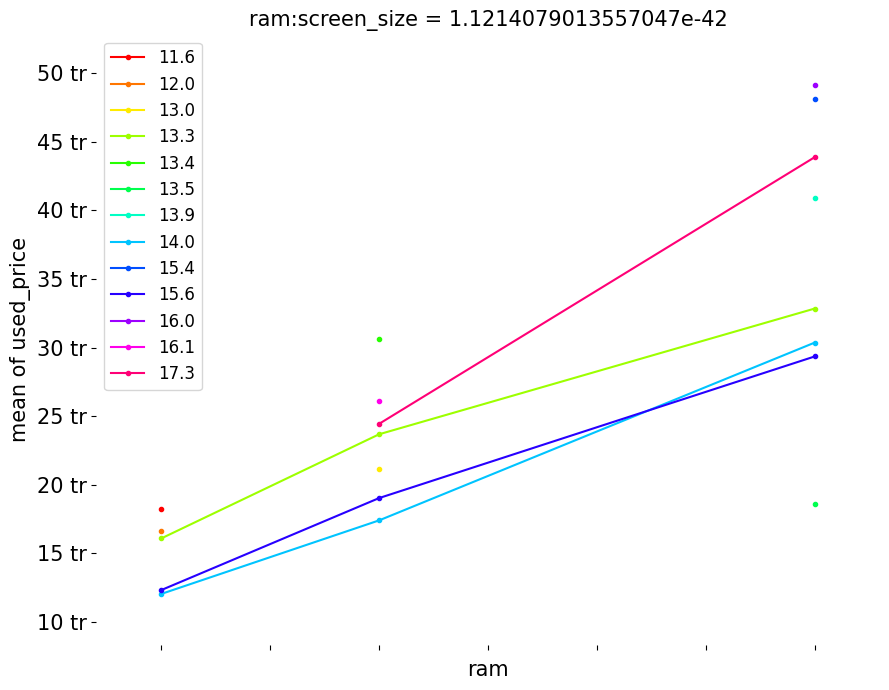 ram:screen_size = 1.1214079013557047e-42
11.6
12.0
13.0
13.3
13.4
13.5
13.9
14.0
15.4
15.6
16.0
16.1
17.3
50 tr
45 tr
40 tr
35 tr
30 tr
25 tr
20 tr
15 tr
10 tr
mean of used_price
ram